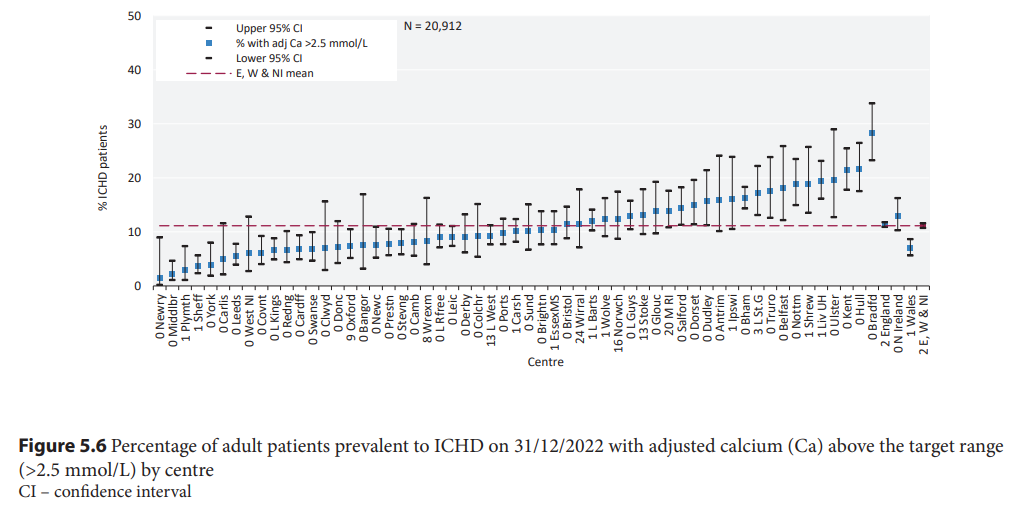 50
40
30
20
10
0
% ICHD patients
Upper 95% CI
% with adj Ca >2.5 mmol/L
Lower 95% CI
E, W & NI mean
N = 20,912
0 Newry
0 Middlbr
1 Plymth
1 Sheff
0 York
0 Carlis
0 Leeds
0 West NI
0 Covnt
0 L Kings
0 Redng
0 Cardff
0 Swanse
0 Clwyd
0 Donc
9 Oxford
0 Bangor
0 Newc
0 Prestn
0 Stevng
0 Camb
8 Wrexm
0 L Rfree
0 Leic
0 Derby
0 Colchr
13 L West
0 Ports
1 Carsh
0 Sund
0 Brightn
1 EssexMS
0 Bristol
24 Wirral
1 L Barts
1 Wolve
16 Norwch
0 L Guys
13 Stoke
0 Glouc
20 M RI
0 Salford
0 Dorset
0 Dudley
0 Antrim
1 Ipswi
0 Bham
3 L St.G
0 Truro
0 Belfast
0 Nottm
1 Shrew
1 Liv UH
0 Ulster
0 Kent
0 Hull
0 Bradfd
2 England
0 N Ireland
1 Wales
2 E, W & NI
Centre
Figure 5.6 Percentage of adult patients prevalent to ICHD on 31/12/2022 with adjusted calcium (Ca) above the target range
(>2.5 mmol/L) by centre
CI – confidence interval